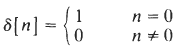 δ[n] = { 1 n = 0
0 n ≠ 0